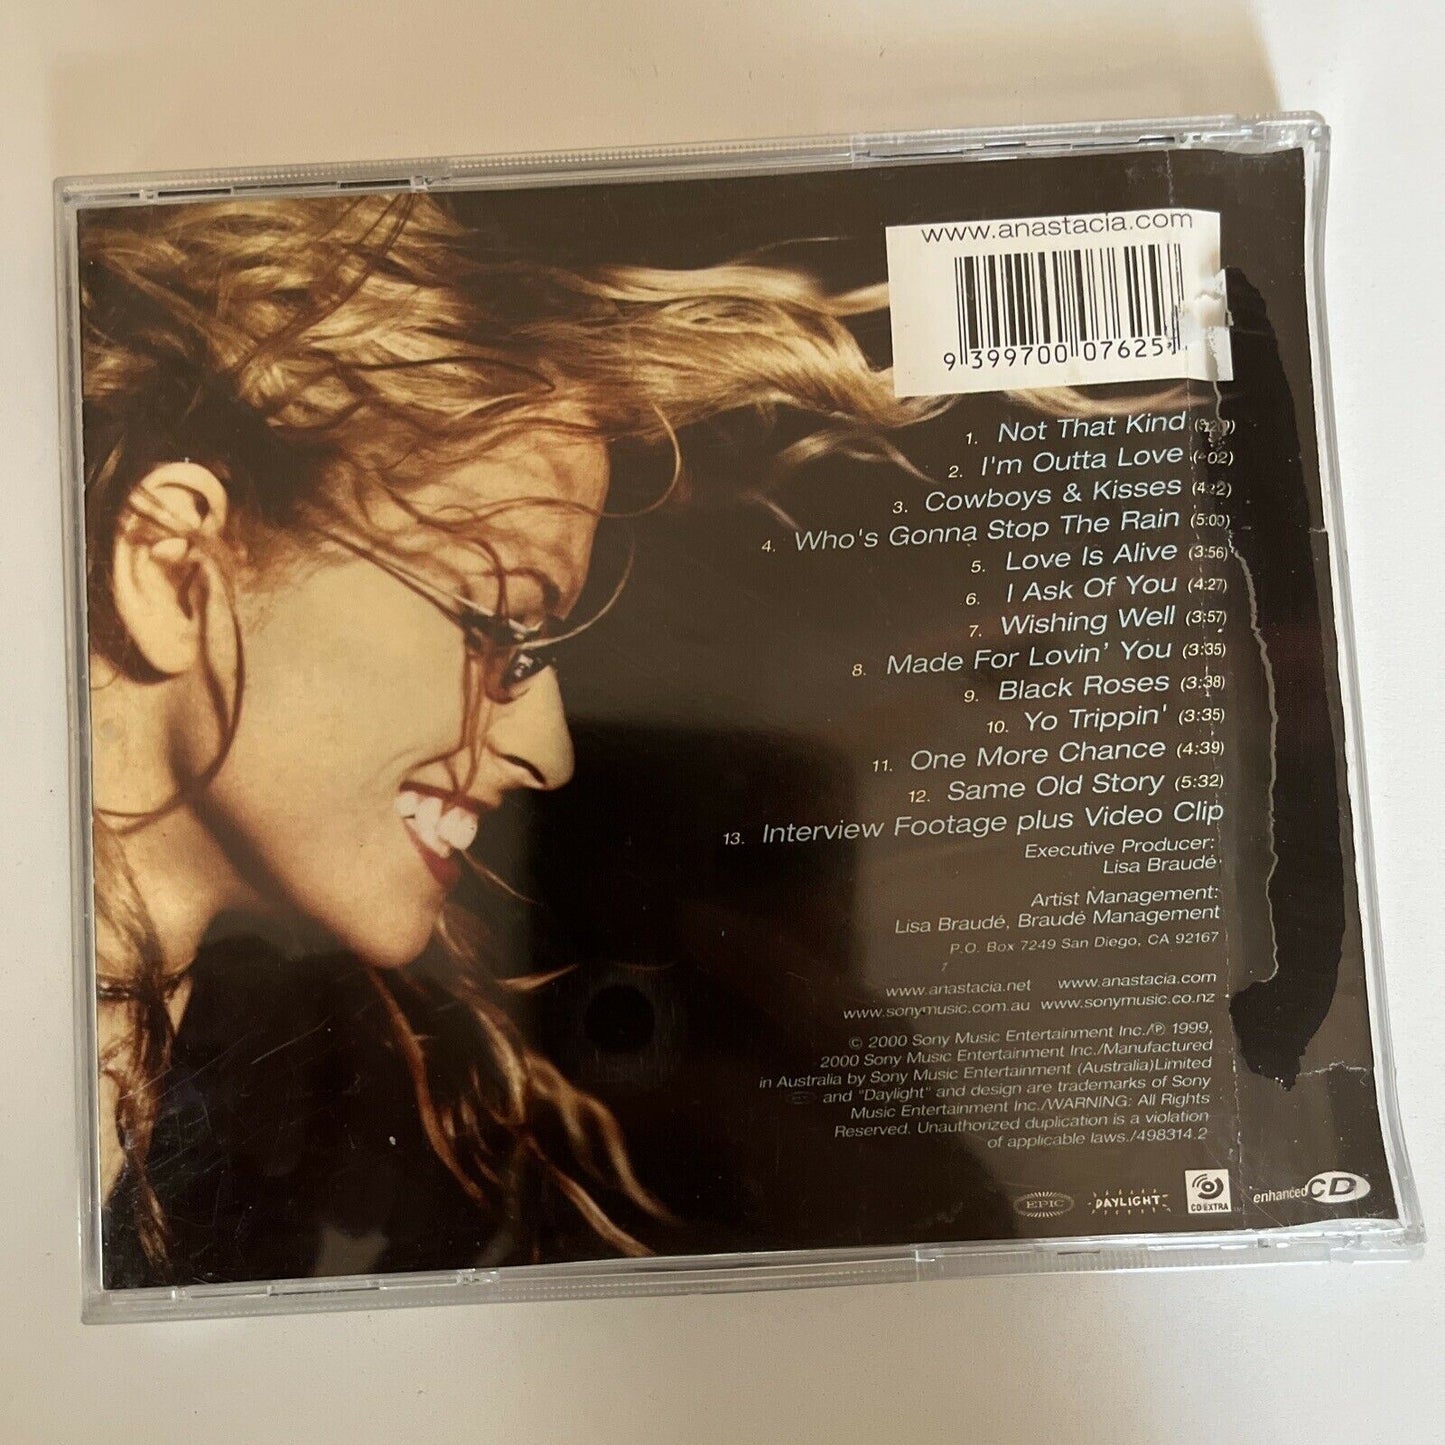 www.anastacia.com
9 399700 07625
1. Not That Kind (3:20)
2. I'm Outta Love (4:02)
3. Cowboys & Kisses (4:22)
4. Who's Gonna Stop The Rain (5:00)
5. Love Is Alive (3:56)
6. I Ask Of You (4:27)
7. Wishing Well (3:57)
8. Made For Lovin' You (3:35)
9. Black Roses (3:38)
10. Yo Trippin' (3:35)
11. One More Chance (4:39)
12. Same Old Story (5:32)
13. Interview Footage plus Video Clip
Executive Producer:
Lisa Braudé
Artist Management:
Lisa Braudé, Braudé Management
P.O. Box 7249 San Diego, CA 92167
www.anastacia.net www.anastacia.com
www.sonymusic.com.au www.sonymusic.co.nz
© 2000 Sony Music Entertainment Inc./℗ 1999,
2000 Sony Music Entertainment Inc./Manufactured
in Australia by Sony Music Entertainment (Australia)Limited
and "Daylight" and design are trademarks of Sony
Music Entertainment Inc./WARNING: All Rights
Reserved. Unauthorized duplication is a violation
of applicable laws./498314.2
EPIC DAYLIGHT CD EXTRA enhanced CD